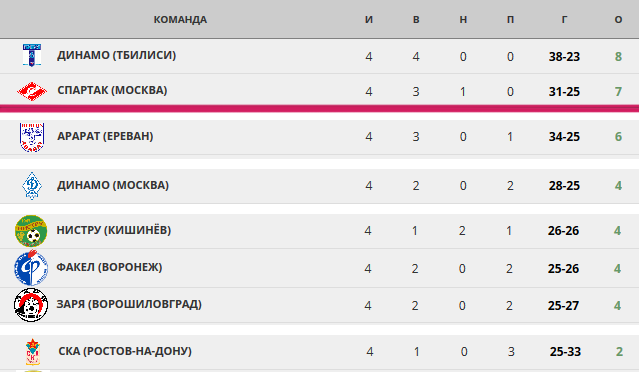 КОМАНДА И В Н П Г О
ДИНАМО (ТБИЛИСИ) 4 4 0 0 38-23 8
СПАРТАК (МОСКВА) 4 3 1 0 31-25 7
АРАРАТ (ЕРЕВАН) 4 3 0 1 34-25 6
ДИНАМО (МОСКВА) 4 2 0 2 28-25 4
НИСТРУ (КИШИНЁВ) 4 1 2 1 26-26 4
ФАКЕЛ (ВОРОНЕЖ) 4 2 0 2 25-26 4
ЗАРЯ (ВОРОШИЛОВГРАД) 4 2 0 2 25-27 4
СКА (РОСТОВ-НА-ДОНУ) 4 1 0 3 25-33 2